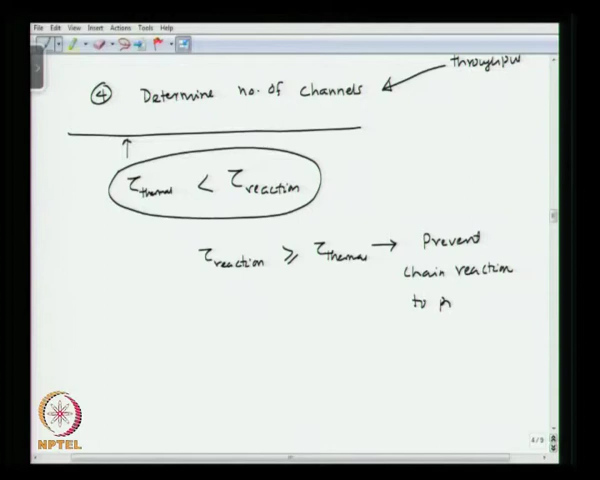 File Edit View Insert Actions Tools Help
throughput
④ Determine no. of channels
τthermal < τreaction
τreaction ≥ τthermal → Prevent
chain reaction
to p
4/9
NPTEL